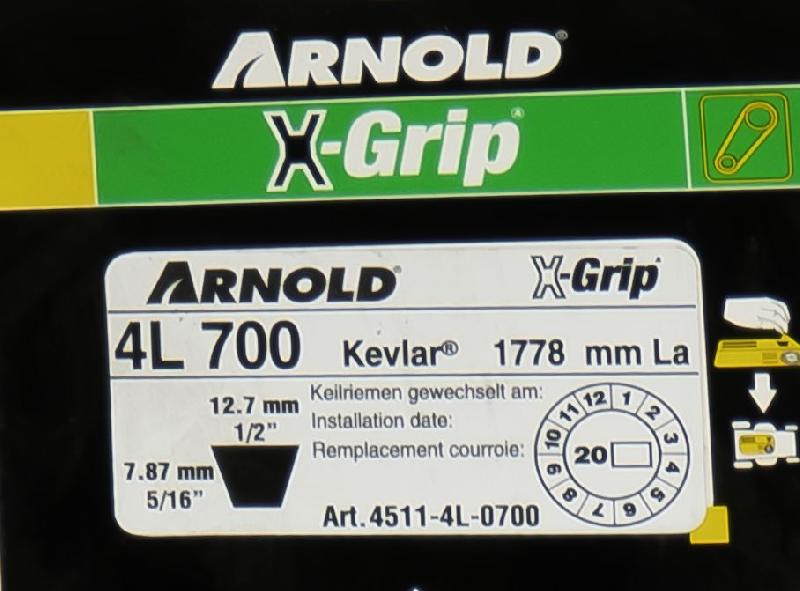 ARNOLD®
X-Grip®
ARNOLD®
X-Grip
4L 700 Kevlar® 1778 mm La
12.7 mm
1/2"
7.87 mm
5/16"
Keilriemen gewechselt am:
Installation date:
Remplacement courroie:
1 2 3 4 5 6 7 8 9 10 11 12
20
Art.4511-4L-0700